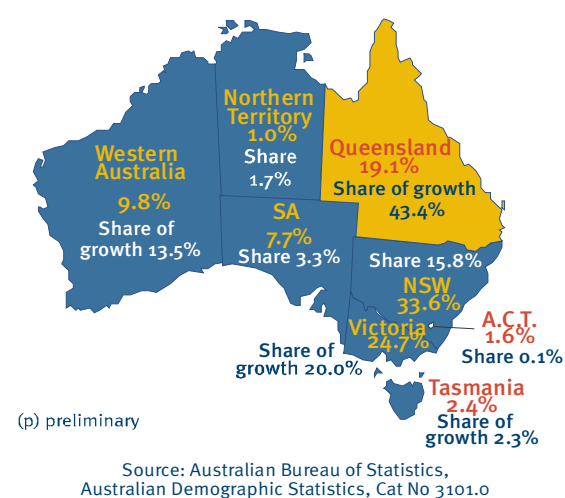 Northern
Territory
1.0%
Share
1.7%
Queensland
19.1%
Share of growth
43.4%
Western
Australia
9.8%
Share of
growth 13.5%
SA
7.7%
Share 3.3%
Share 15.8%
NSW
33.6%
Victoria
24.7%
A.C.T.
1.6%
Share 0.1%
Share of
growth 20.0%
Tasmania
2.4%
Share of
growth 2.3%
(p) preliminary
Source: Australian Bureau of Statistics,
Australian Demographic Statistics, Cat No 3101.0